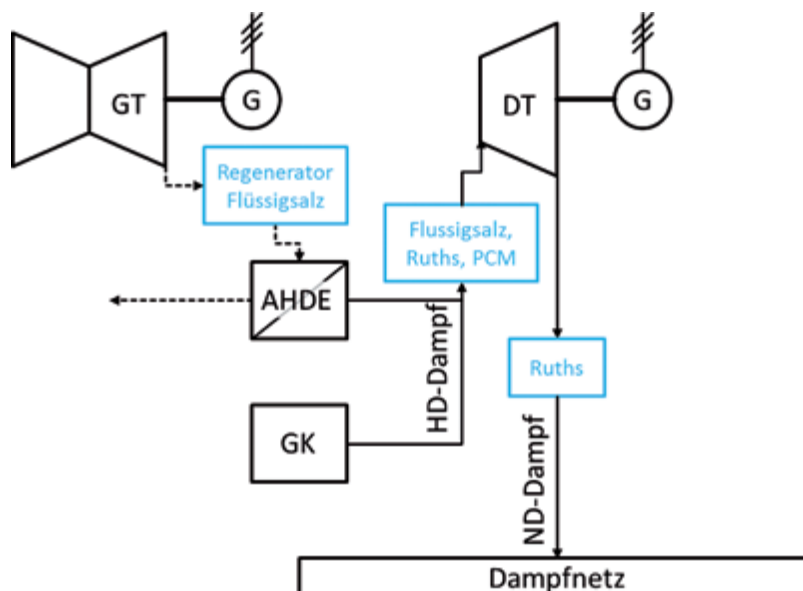 GT
G
DT
G
Regenerator
Flüssigsalz
Flussigsalz,
Ruths, PCM
AHDE
HD-Dampf
Ruths
GK
ND-Dampf
Dampfnetz